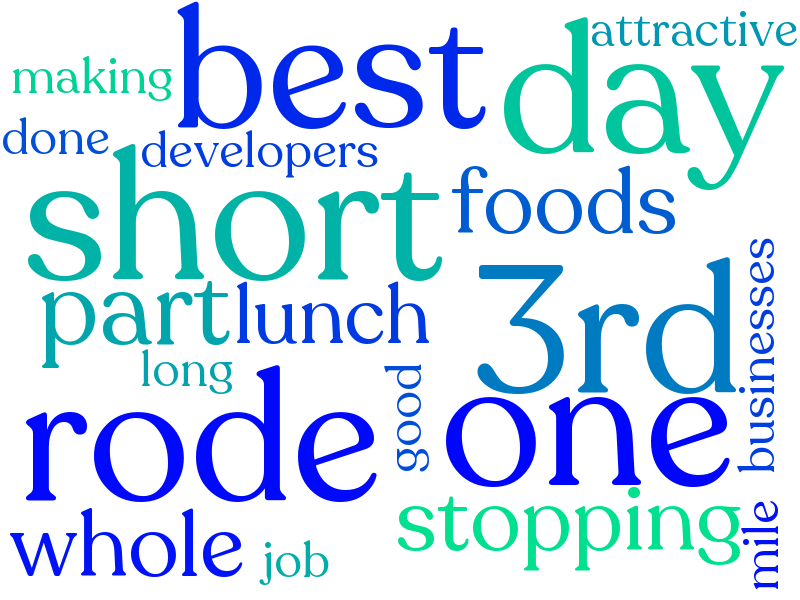 best
day
attractive
making
done
developers
short
foods
part
lunch
3rd
businesses
long
good
rode
one
whole
job
stopping
mile